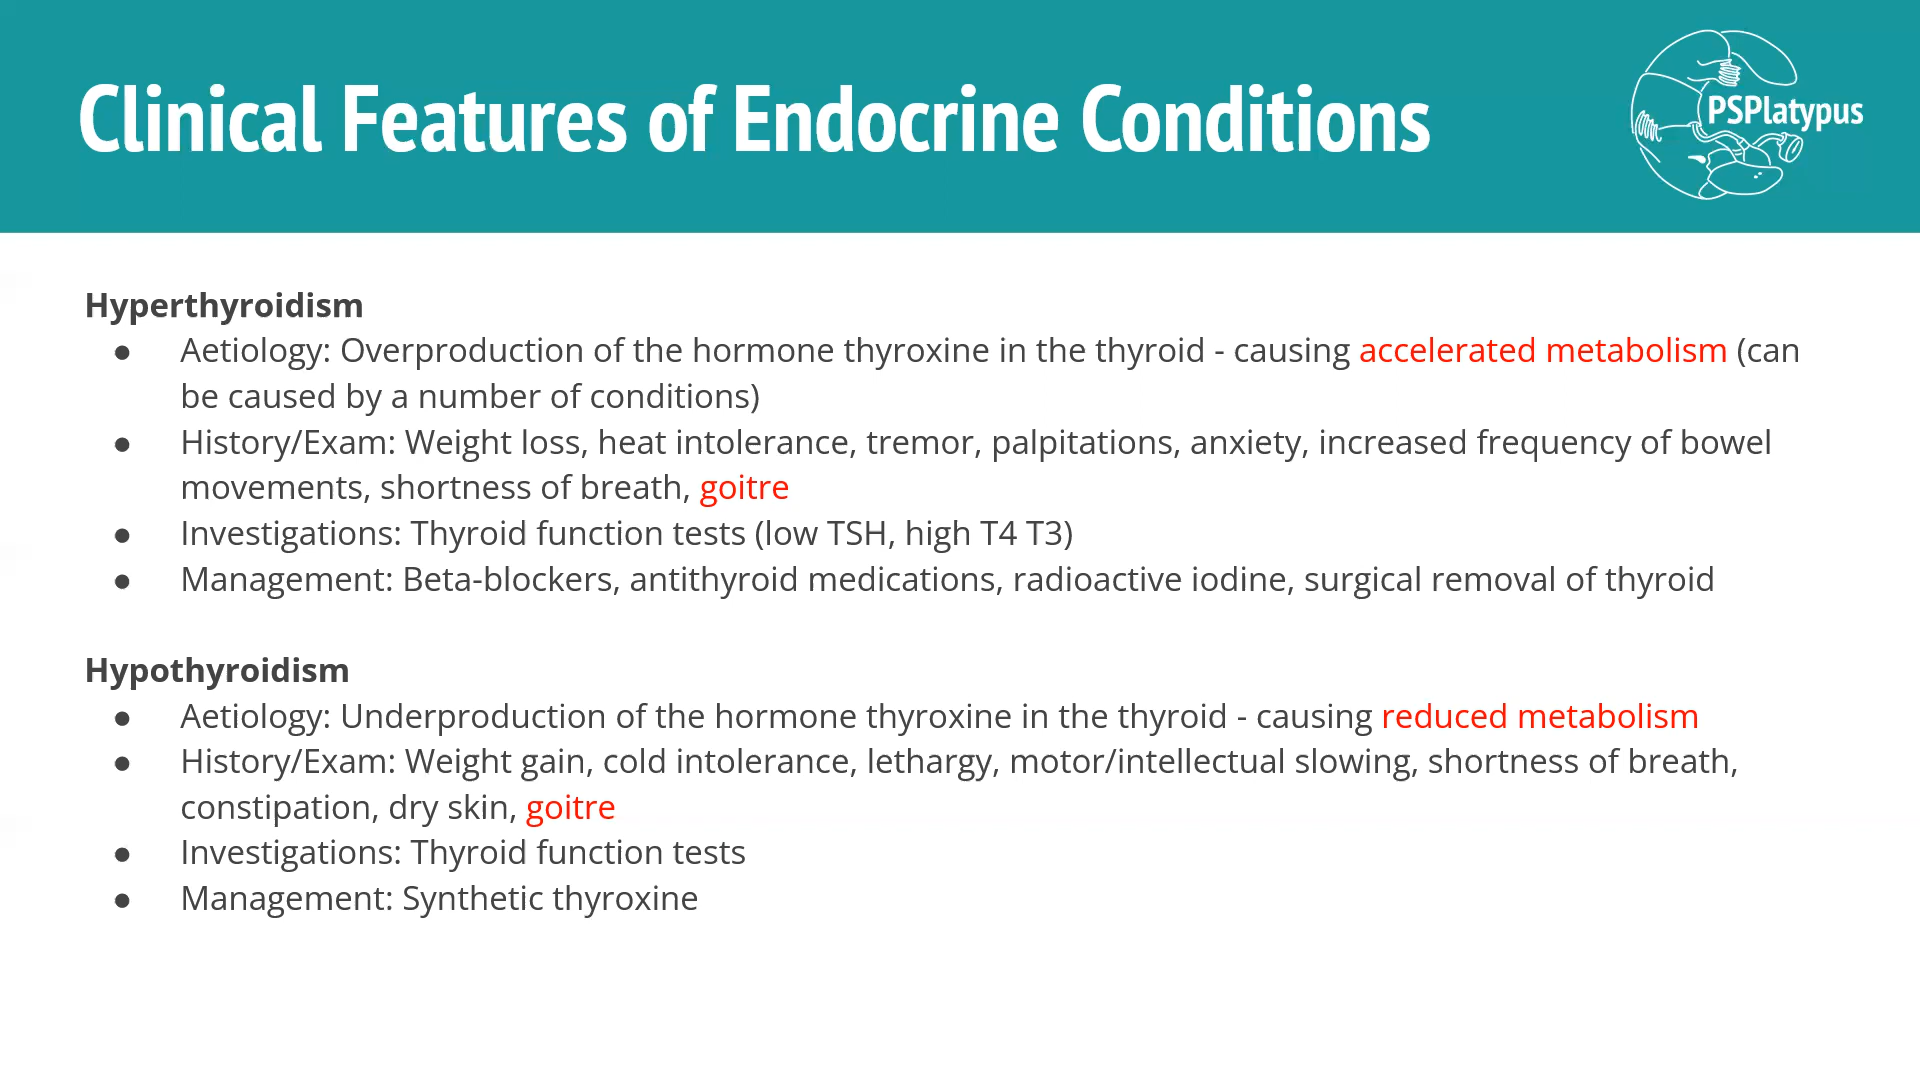 Clinical Features of Endocrine Conditions
PSPlatypus
Hyperthyroidism
● Aetiology: Overproduction of the hormone thyroxine in the thyroid - causing accelerated metabolism (can
be caused by a number of conditions)
● History/Exam: Weight loss, heat intolerance, tremor, palpitations, anxiety, increased frequency of bowel
movements, shortness of breath, goitre
● Investigations: Thyroid function tests (low TSH, high T4 T3)
● Management: Beta-blockers, antithyroid medications, radioactive iodine, surgical removal of thyroid
Hypothyroidism
● Aetiology: Underproduction of the hormone thyroxine in the thyroid - causing reduced metabolism
● History/Exam: Weight gain, cold intolerance, lethargy, motor/intellectual slowing, shortness of breath,
constipation, dry skin, goitre
● Investigations: Thyroid function tests
● Management: Synthetic thyroxine